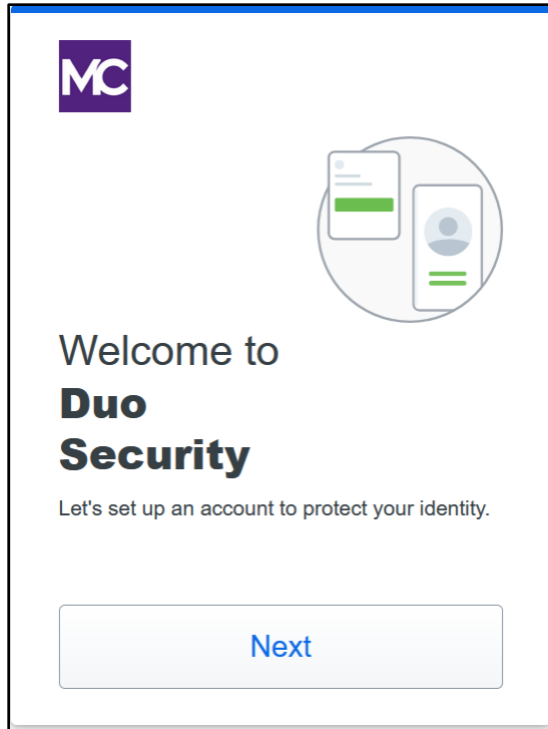 MC
Welcome to
Duo
Security
Let's set up an account to protect your identity.
Next